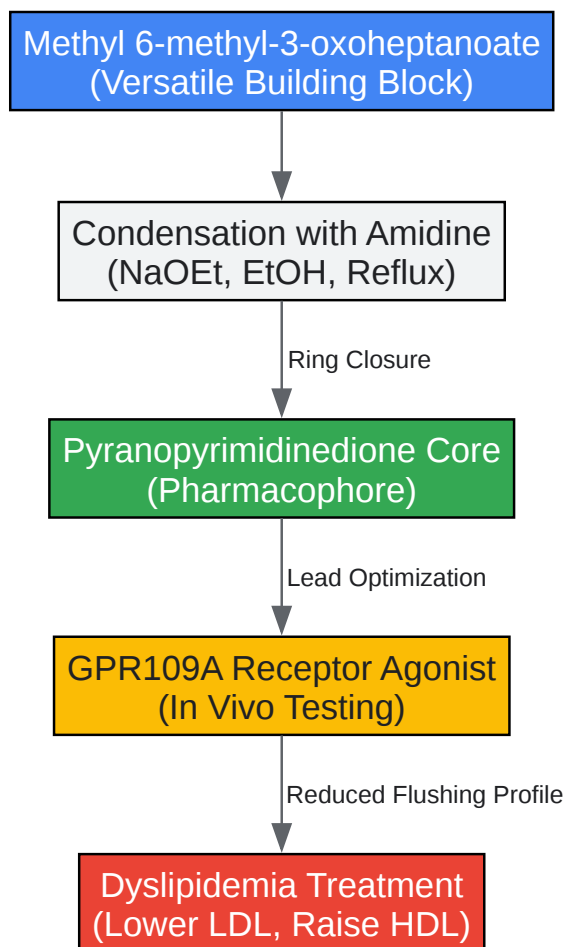 Methyl 6-methyl-3-oxoheptanoate
(Versatile Building Block)
Condensation with Amidine
(NaOEt, EtOH, Reflux)
Ring Closure
Pyranopyrimidinedione Core
(Pharmacophore)
Lead Optimization
GPR109A Receptor Agonist
(In Vivo Testing)
Reduced Flushing Profile
Dyslipidemia Treatment
(Lower LDL, Raise HDL)